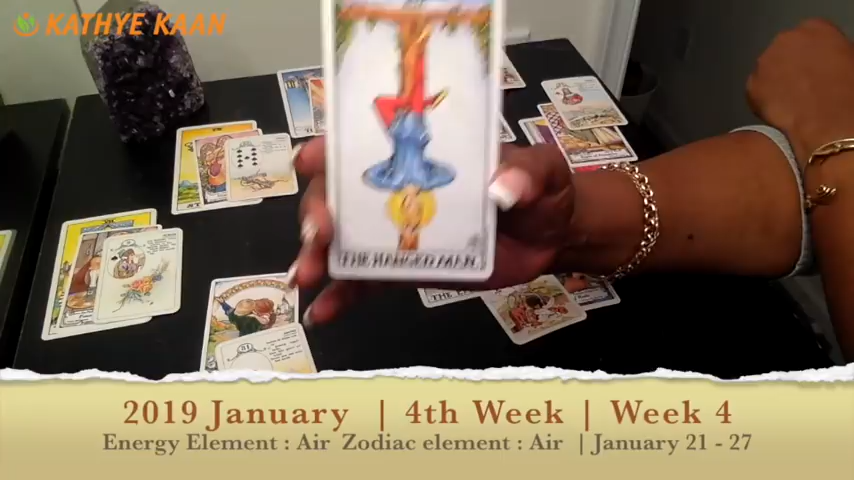 KATHYE KAAN
THE HANGED MAN.
2019 January | 4th Week | Week 4
Energy Element : Air Zodiac element : Air | January 21 - 27